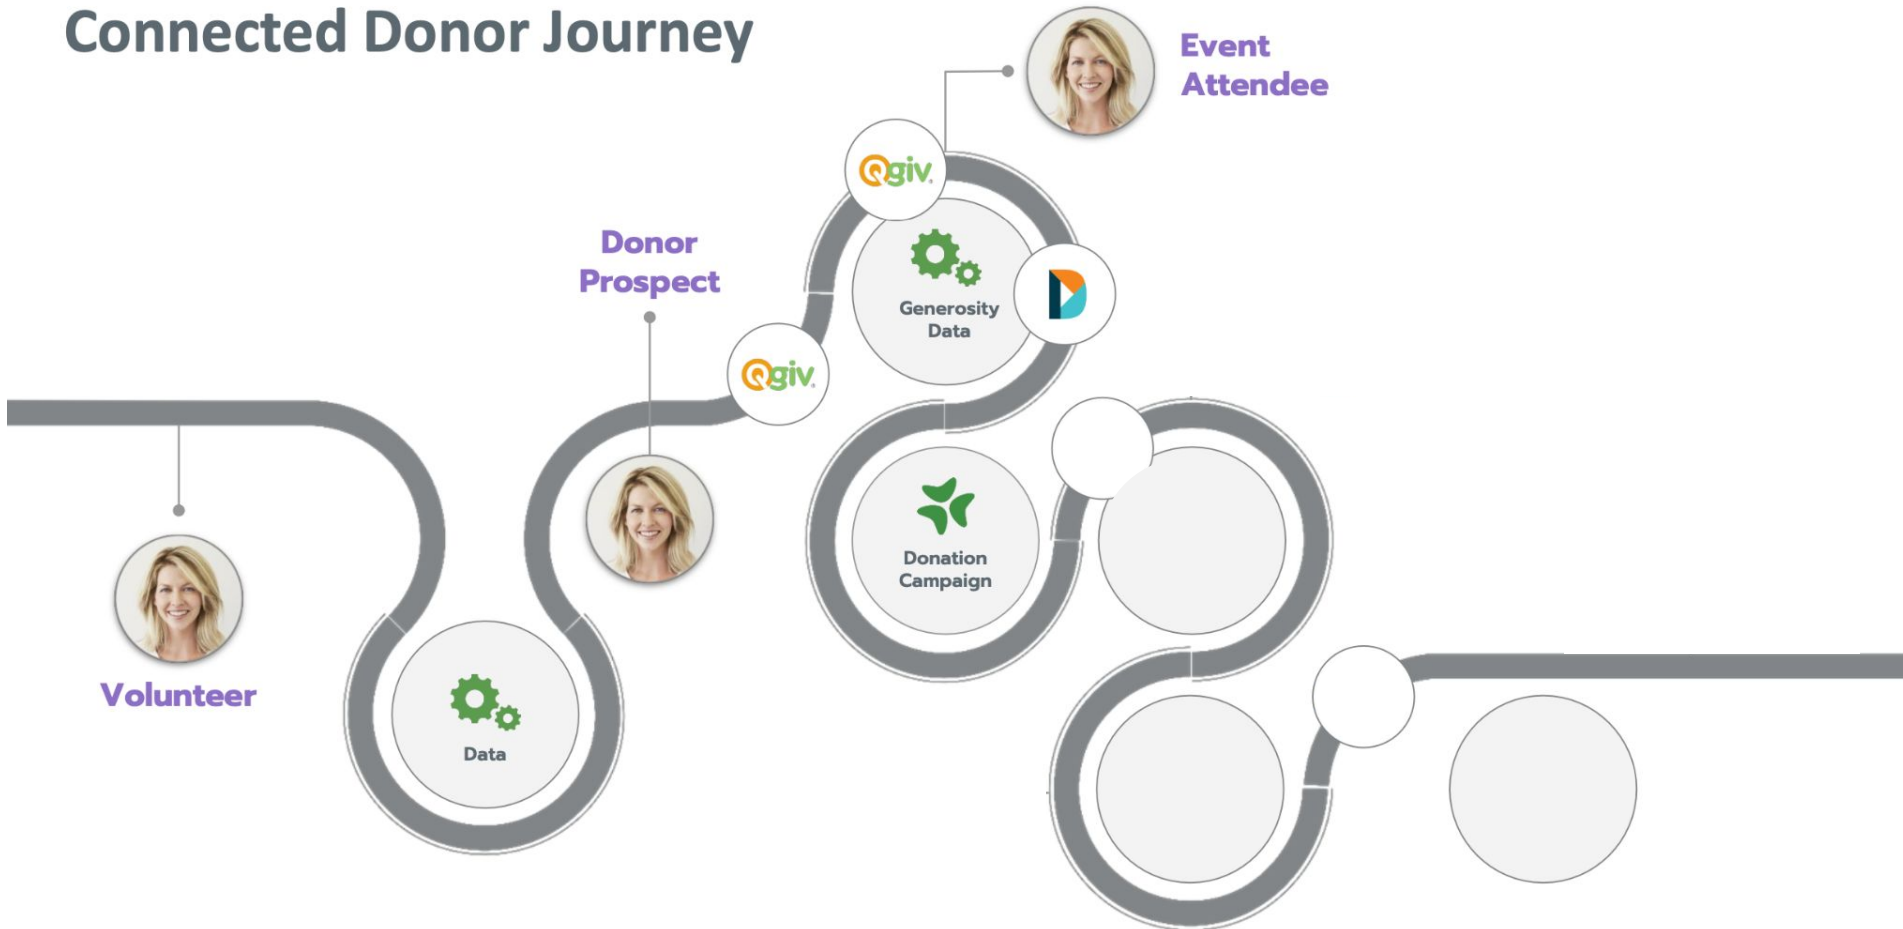 Connected Donor Journey
Event
Attendee
Qgiv
Donor
Prospect
Generosity
Data
Qgiv
Donation
Campaign
Volunteer
Data